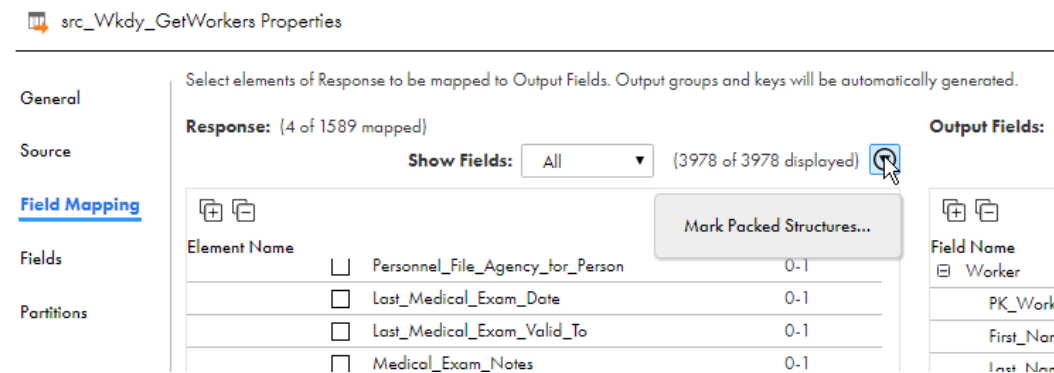 src_Wkdy_GetWorkers Properties
Select elements of Response to be mapped to Output Fields. Output groups and keys will be automatically generated.
General
Source
Field Mapping
Fields
Partitions
Response: (4 of 1589 mapped)
Show Fields: All (3978 of 3978 displayed)
Mark Packed Structures...
Element Name
Personnel_File_Agency_for_Person 0-1
Last_Medical_Exam_Date 0-1
Last_Medical_Exam_Valid_To 0-1
Medical_Exam_Notes 0-1
Output Fields:
Field Name
Worker
PK_Work
First_Nar
Last_Nar